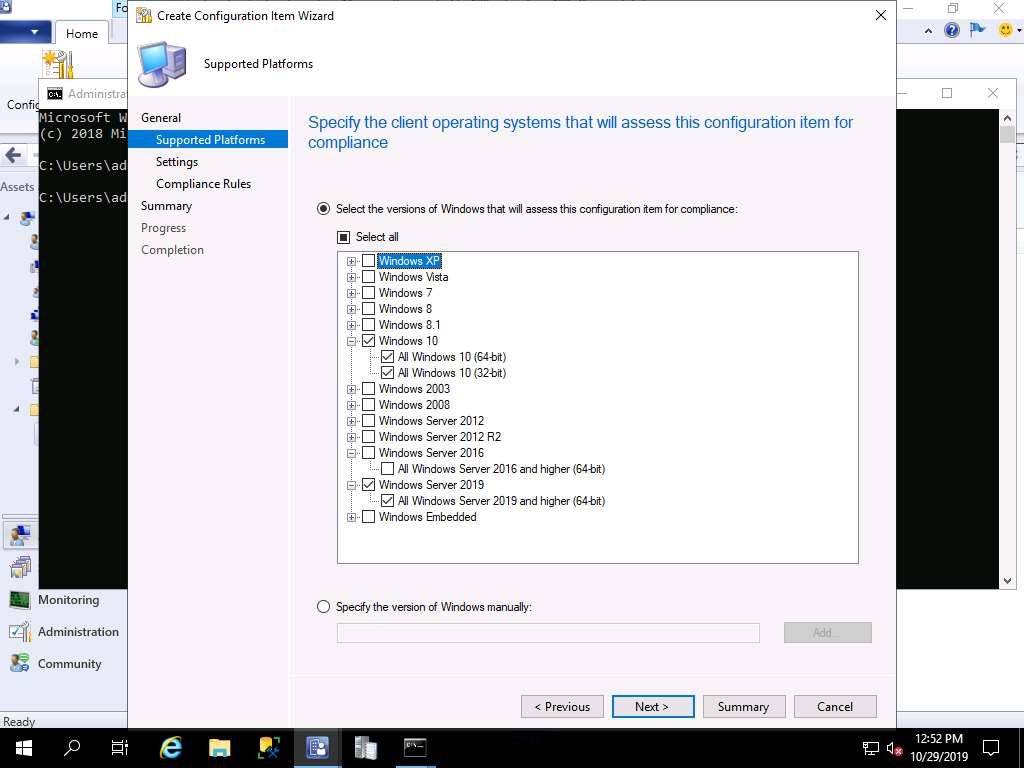 Fo
Create Configuration Item Wizard
Home
Supported Platforms
Administra
Microsoft W
(c) 2018 Mi
C:\Users\ad
C:\Users\ad
Assets
General
Supported Platforms
Settings
Compliance Rules
Summary
Progress
Completion
Specify the client operating systems that will assess this configuration item for
compliance
Select the versions of Windows that will assess this configuration item for compliance:
Select all
Windows XP
Windows Vista
Windows 7
Windows 8
Windows 8.1
Windows 10
All Windows 10 (64-bit)
All Windows 10 (32-bit)
Windows 2003
Windows 2008
Windows Server 2012
Windows Server 2012 R2
Windows Server 2016
All Windows Server 2016 and higher (64-bit)
Windows Server 2019
All Windows Server 2019 and higher (64-bit)
Windows Embedded
Specify the version of Windows manually:
Add...
Monitoring
Administration
Community
< Previous
Next >
Summary
Cancel
Ready
12:52 PM
10/29/2019